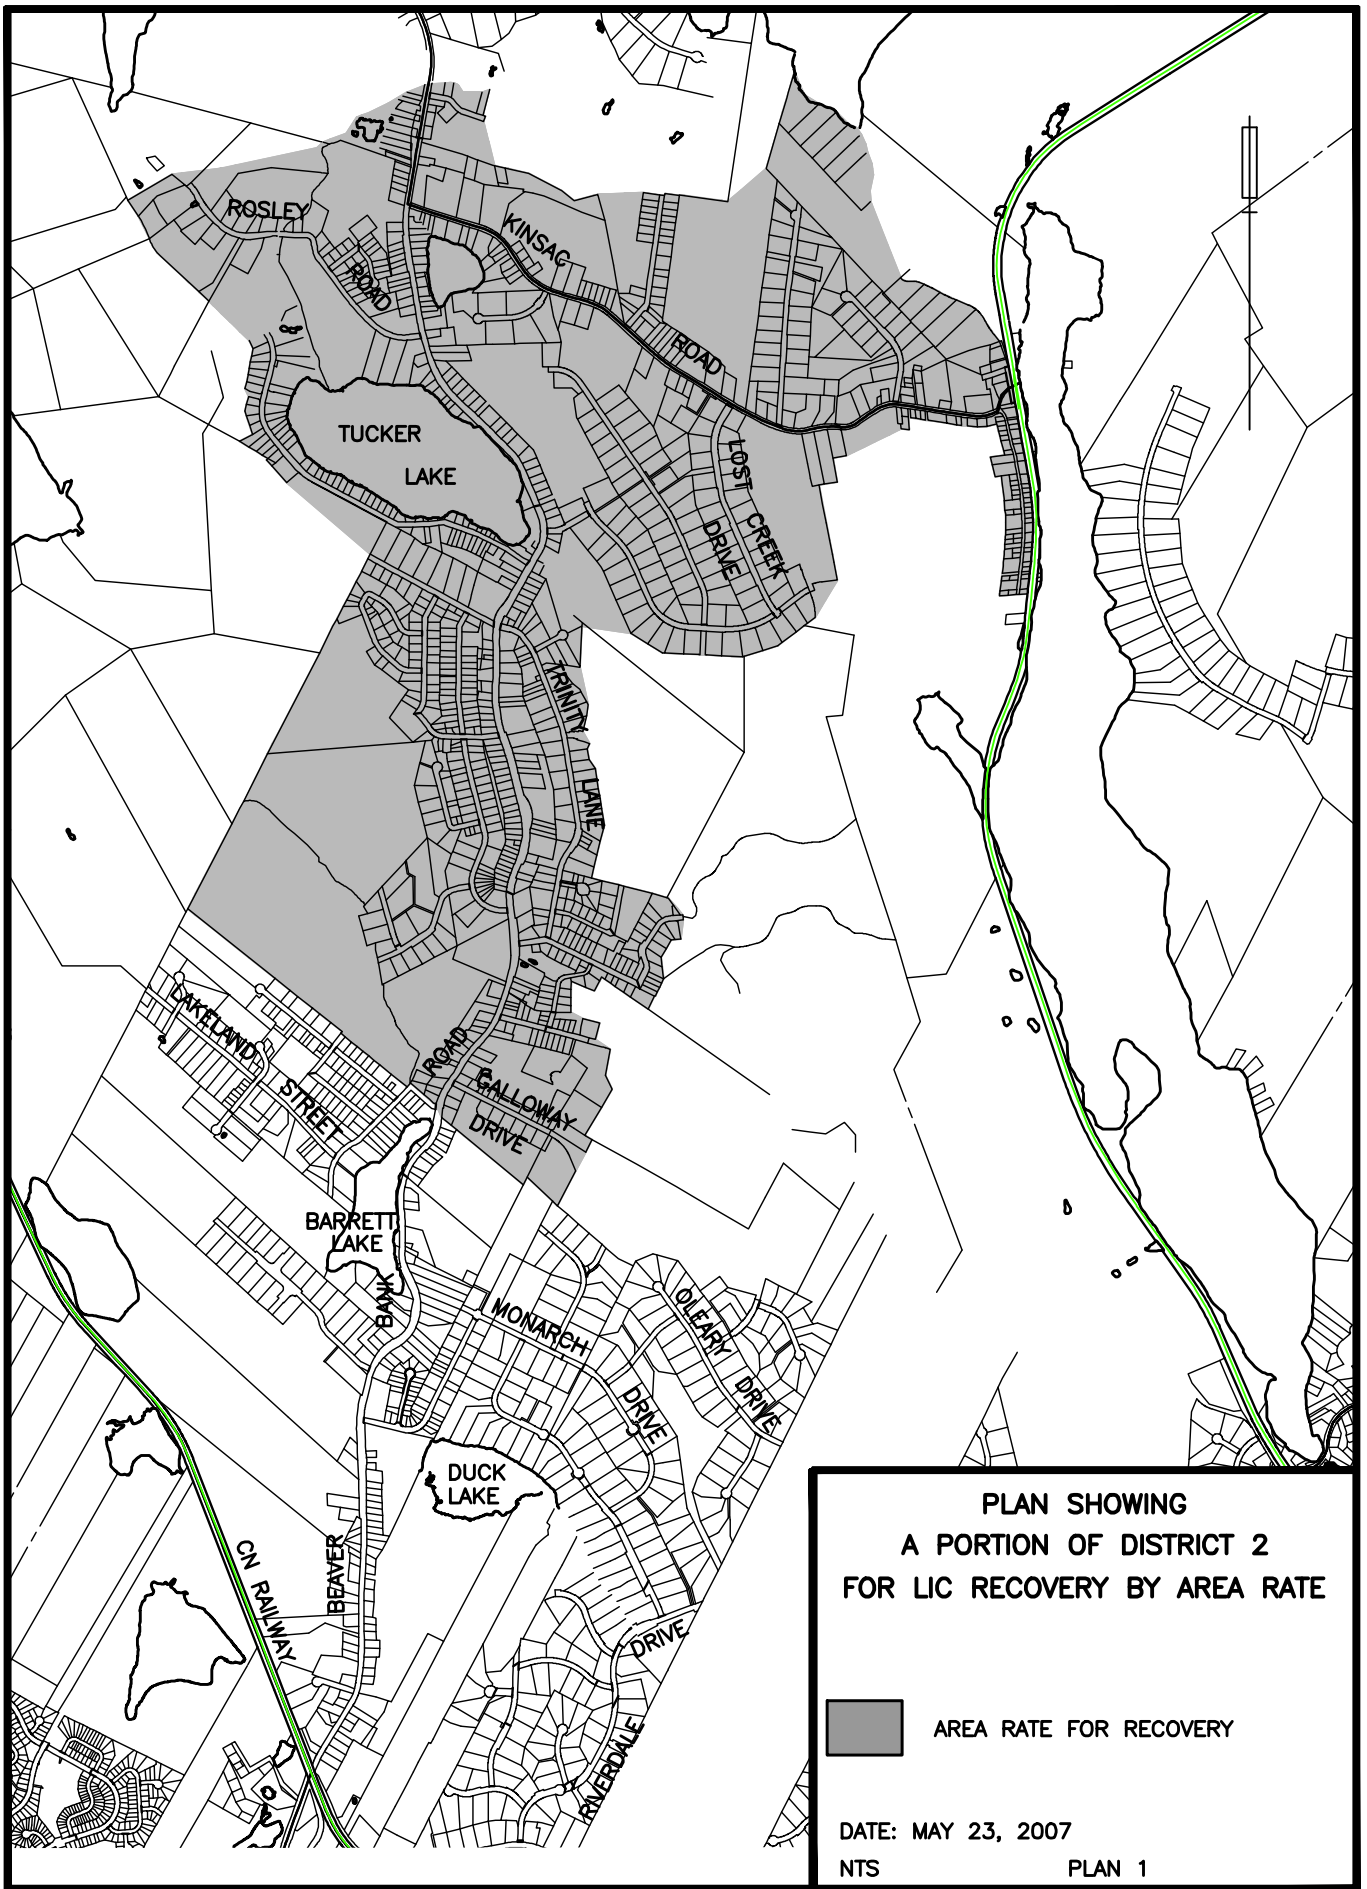 ROSLEY
ROAD
KINSAC
ROAD
TUCKER
LAKE
LOST
CREEK
DRIVE
TRINITY
LANE
LAKELAND
STREET
ROAD
GALLOWAY
DRIVE
BARRETT
LAKE
BANK
MONARCH
DRIVE
OLEARY
DRIVE
DUCK
LAKE
BEAVER
CN RAILWAY
DRIVE
RIVERDALE
PLAN SHOWING
A PORTION OF DISTRICT 2
FOR LIC RECOVERY BY AREA RATE
AREA RATE FOR RECOVERY
DATE: MAY 23, 2007
NTS PLAN 1